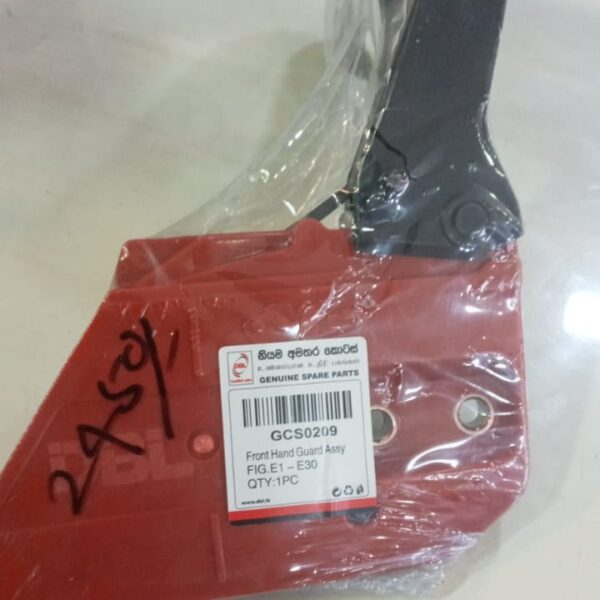 DSL
නියම අමතර කොටස්
GENUINE SPARE PARTS
GCS0209
Front Hand Guard Assy
FIG.E1 – E30
QTY:1PC
www.dsl.lk
2450/